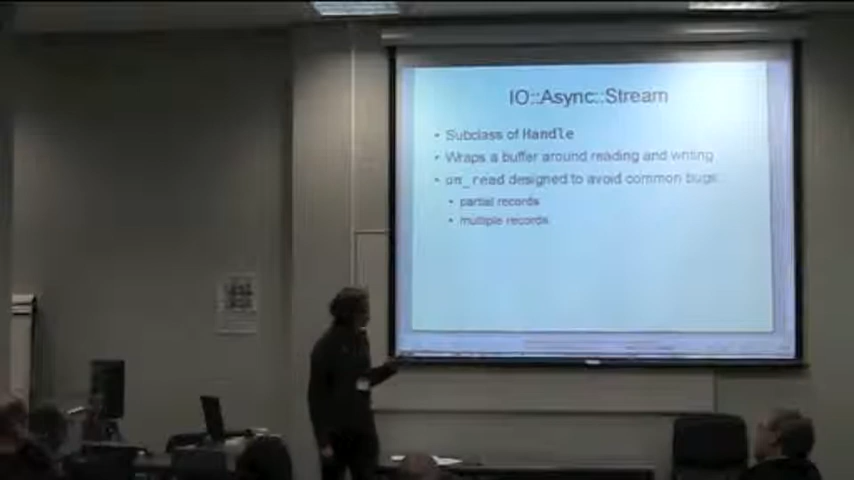 IO::Async::Stream
• Subclass of Handle
• Wraps a buffer around reading and writing
• on_read designed to avoid common bugs
• partial records
• multiple records